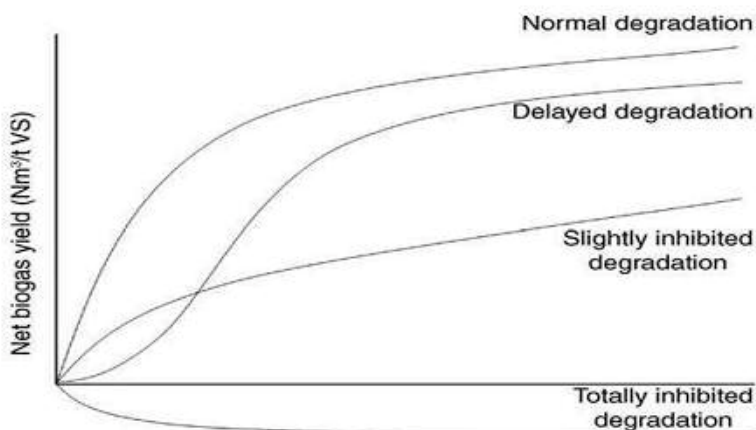 Normal degradation
Net biogas yield (Nm³/t VS)
Delayed degradation
Slightly inhibited
degradation
Totally inhibited
degradation